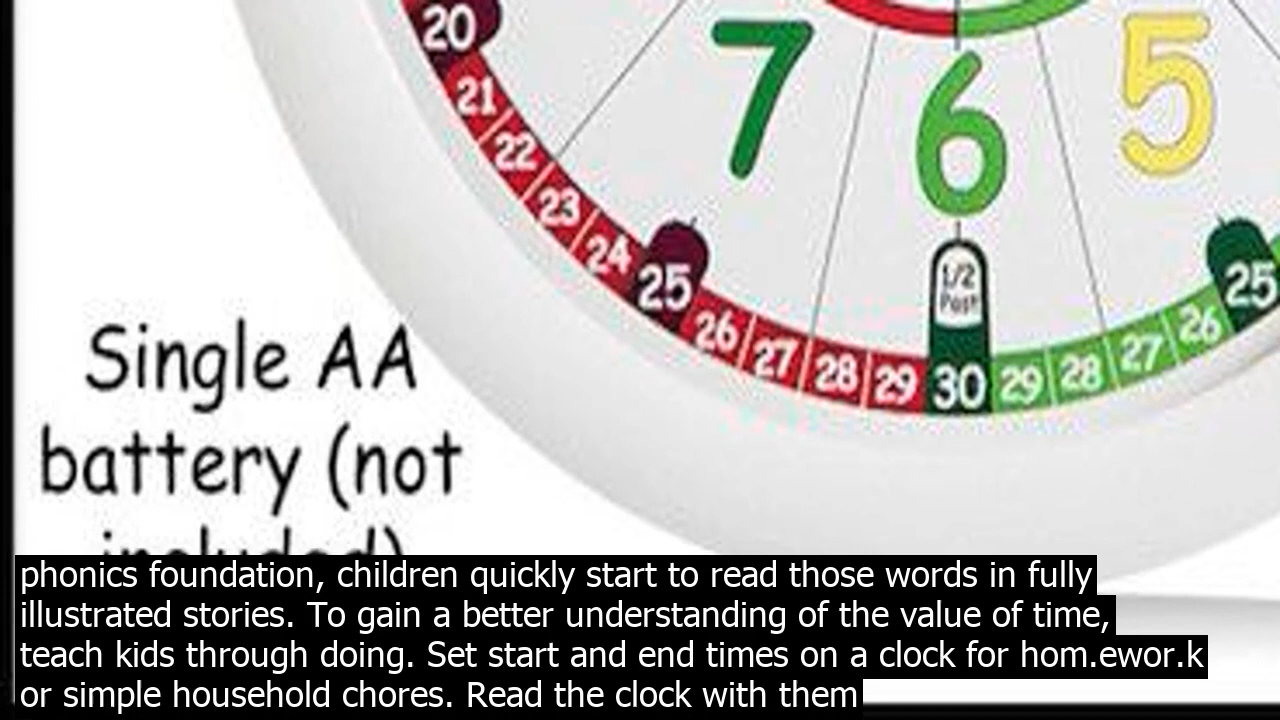 20
21
22
23
24
25
26
27
28
29
30
29
28
27
26
25
7
6
5
1/2
Past
Single AA
battery (not
included)
phonics foundation, children quickly start to read those words in fully
illustrated stories. To gain a better understanding of the value of time,
teach kids through doing. Set start and end times on a clock for hom.ewor.k
or simple household chores. Read the clock with them